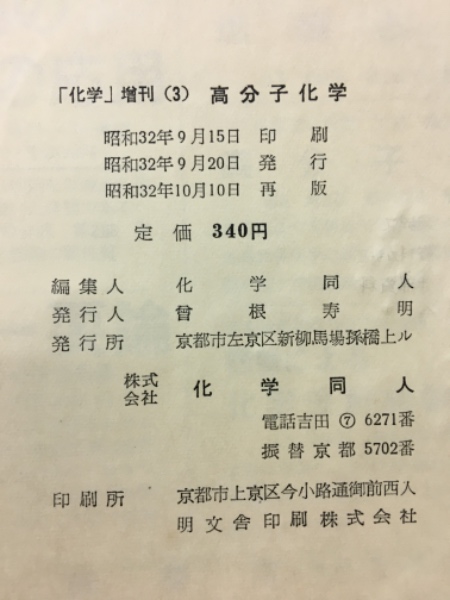 「化学」増刊(3) 高分子化学
昭和32年9月15日 印刷
昭和32年9月20日 発行
昭和32年10月10日 再版
定価 340円
編集人 化学同人
発行人 曾根寿明
発行所 京都市左京区新柳馬場孫橋上ル
株式会社 化学同人
電話吉田⑦6271番
振替京都5702番
印刷所 京都市上京区今小路通御前西入
明文舎印刷株式会社